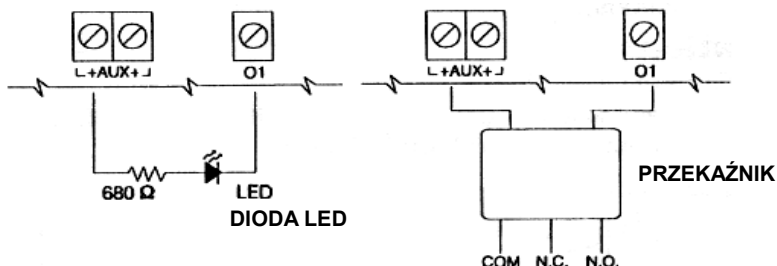 └ +AUX+ ┘
O1
680 Ω
LED
DIODA LED
└ +AUX+ ┘
O1
PRZEKAŹNIK
COM N.C. N.O.